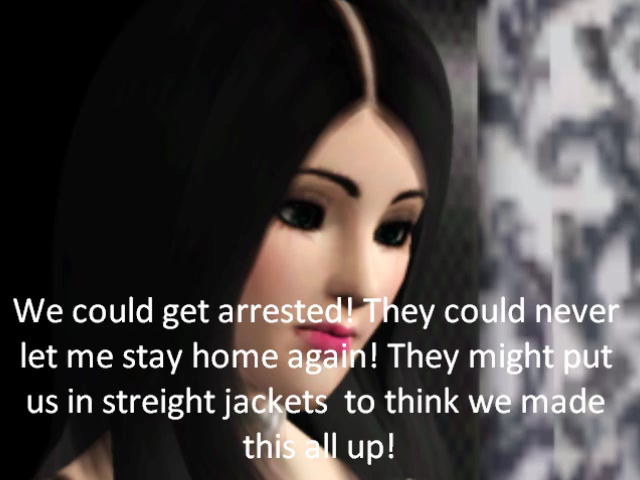 We could get arrested! They could never
let me stay home again! They might put
us in streight jackets  to think we made
this all up!